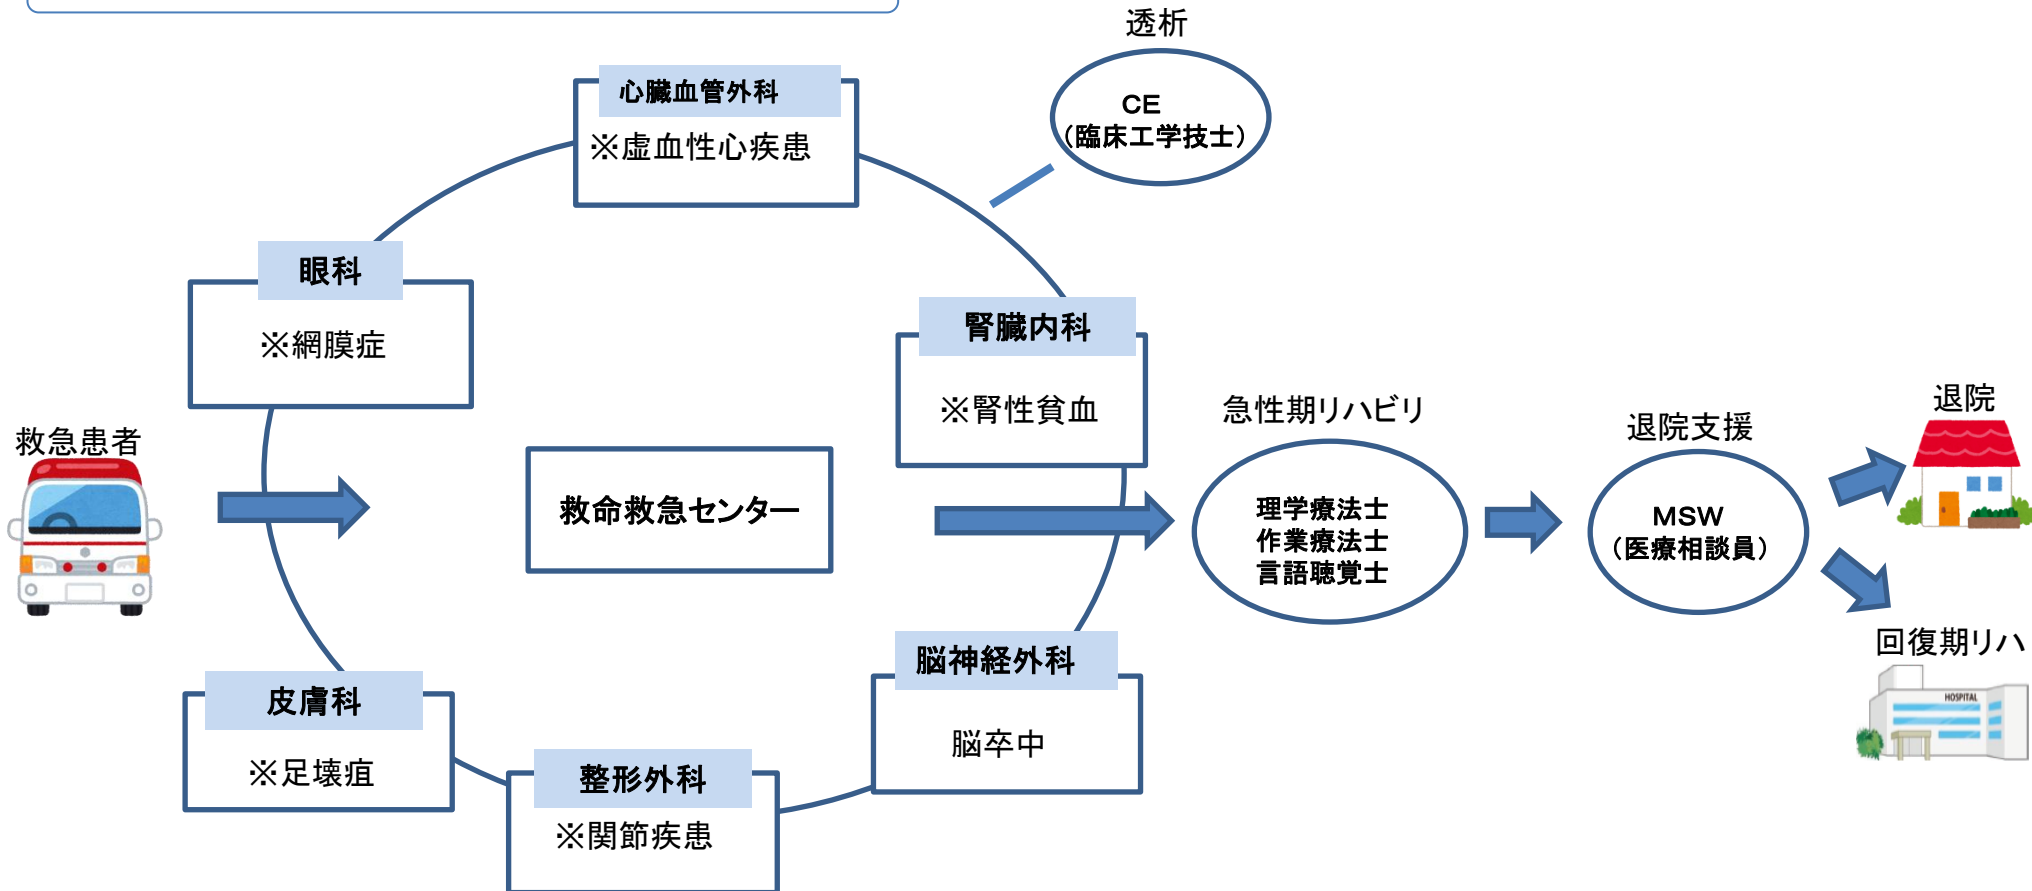 透析
CE
（臨床工学技士）
心臓血管外科
※虚血性心疾患
眼科
※網膜症
腎臓内科
※腎性貧血
救急患者
救命救急センター
急性期リハビリ
理学療法士
作業療法士
言語聴覚士
退院支援
MSW
（医療相談員）
退院
回復期リハ
HOSPITAL
脳神経外科
脳卒中
皮膚科
※足壊疽
整形外科
※関節疾患